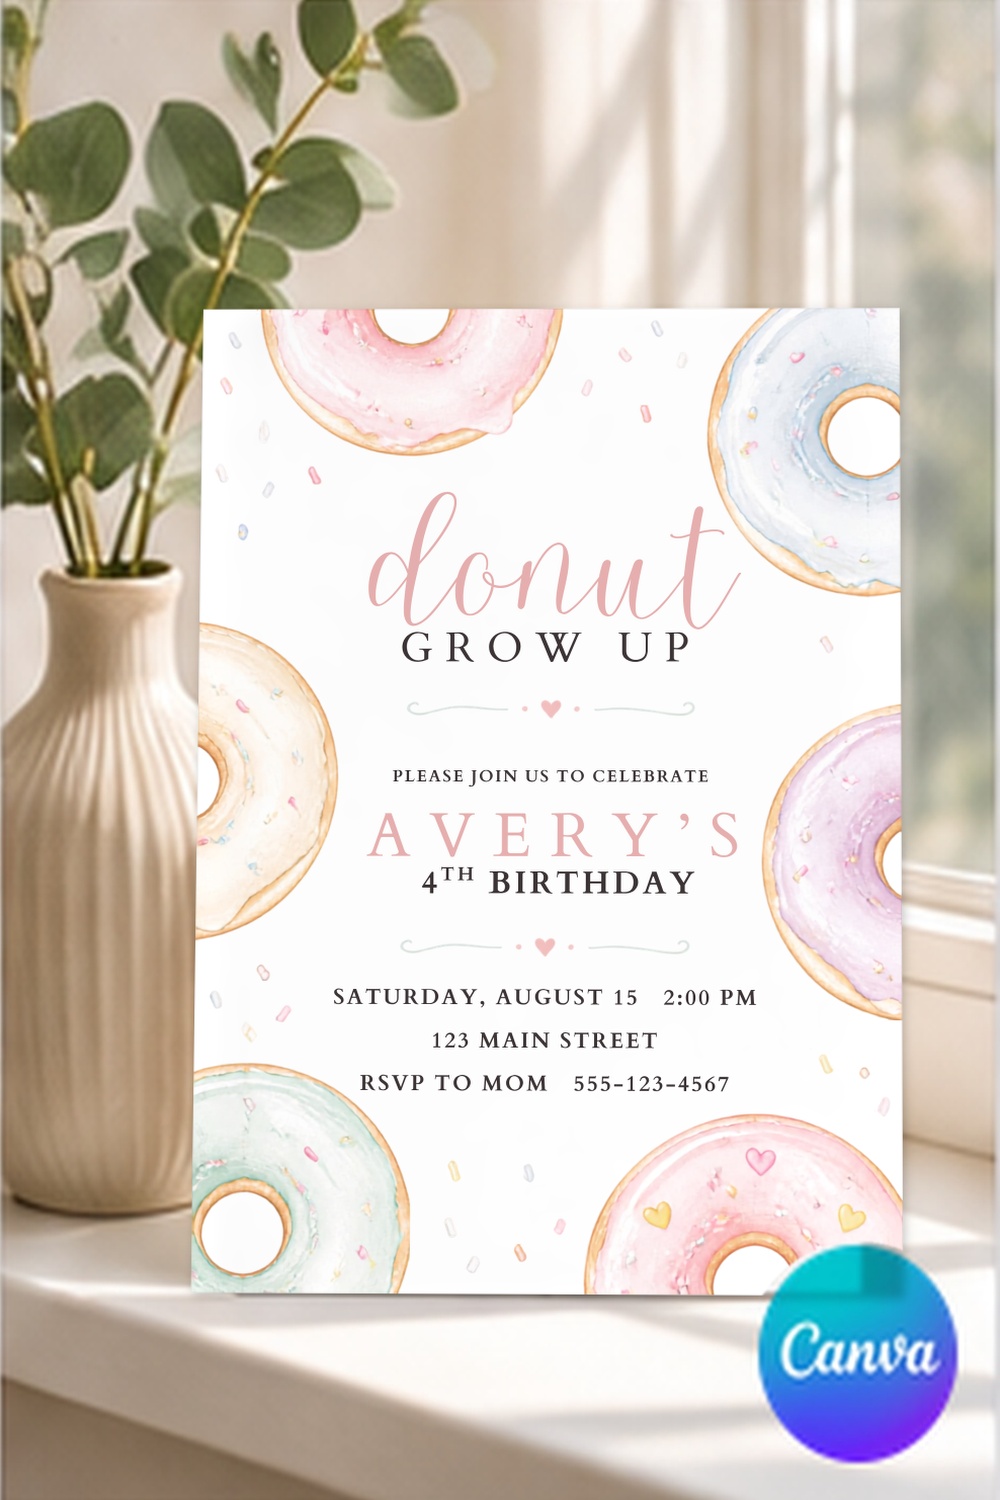 donut
GROW UP
PLEASE JOIN US TO CELEBRATE
AVERY'S
4TH BIRTHDAY
SATURDAY, AUGUST 15 2:00 PM
123 MAIN STREET
RSVP TO MOM 555-123-4567
Canva